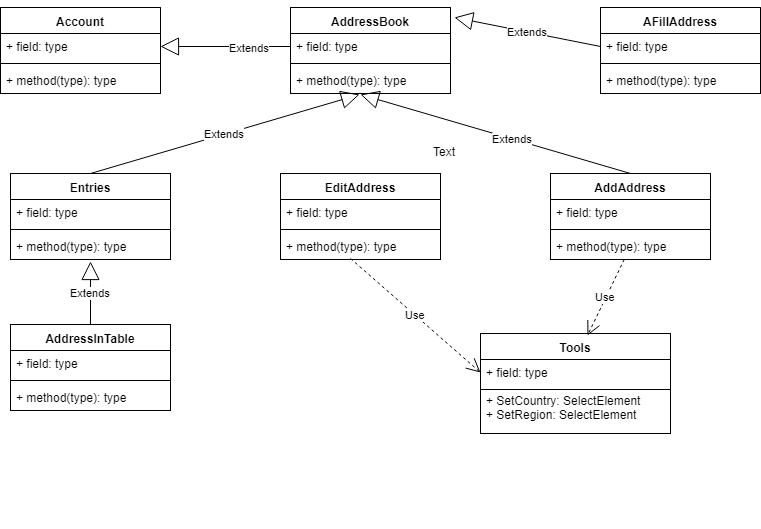 Account
+ field: type
+ method(type): type
Extends
AddressBook
+ field: type
+ method(type): type
Extends
AFillAddress
+ field: type
+ method(type): type
Extends
Extends
Text
Entries
+ field: type
+ method(type): type
EditAddress
+ field: type
+ method(type): type
AddAddress
+ field: type
+ method(type): type
Extends
Use
Use
AddressInTable
+ field: type
+ method(type): type
Tools
+ field: type
+ SetCountry: SelectElement
+ SetRegion: SelectElement